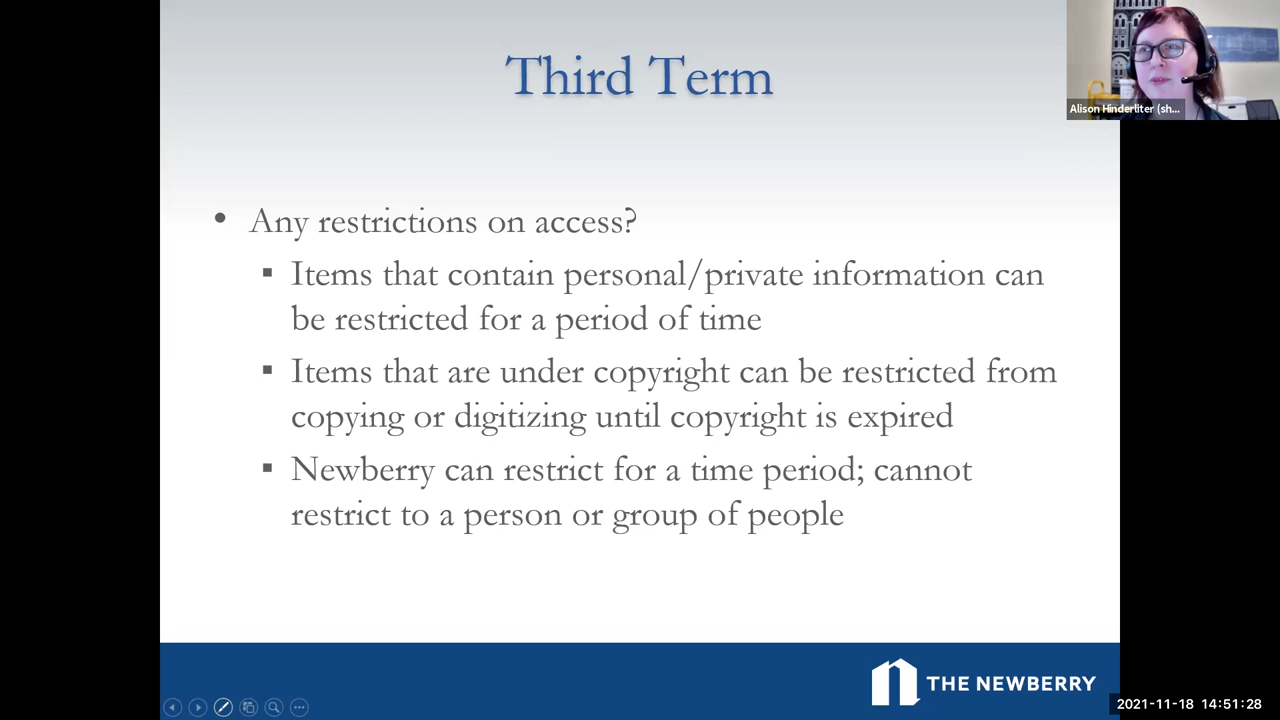 Third Term
Alison Hinderliter (sh...
• Any restrictions on access?
▪ Items that contain personal/private information can
be restricted for a period of time
▪ Items that are under copyright can be restricted from
copying or digitizing until copyright is expired
▪ Newberry can restrict for a time period; cannot
restrict to a person or group of people
THE NEWBERRY
2021-11-18 14:51:28